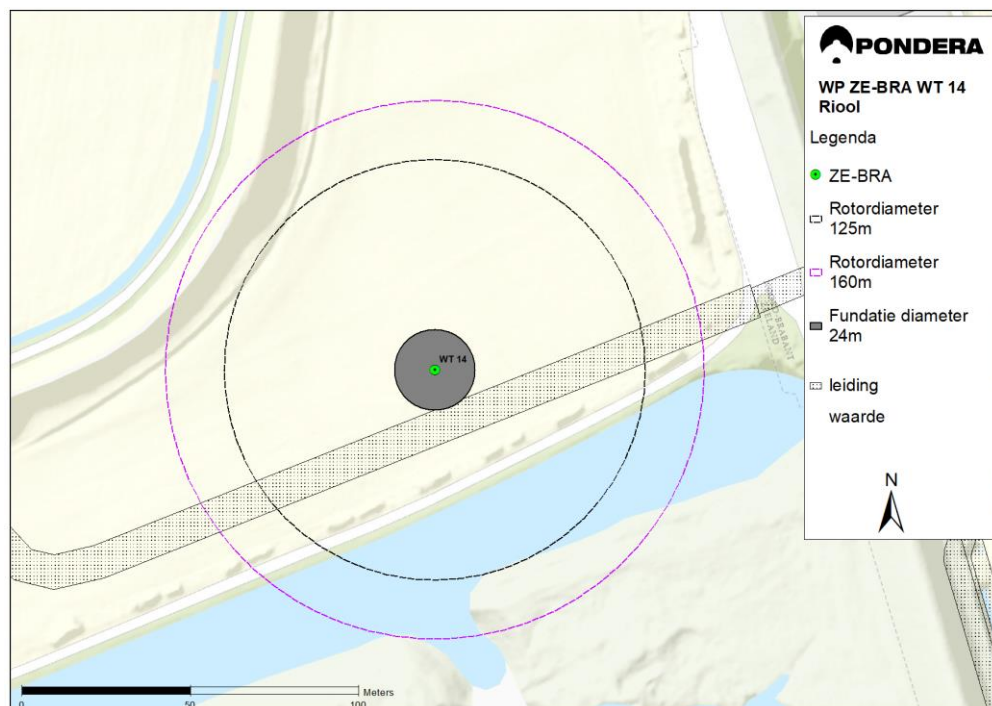 PONDERA
WP ZE-BRA WT 14
Riool
Legenda
ZE-BRA
Rotordiameter
125m
Rotordiameter
160m
Fundatie diameter
24m
leiding
waarde
N
WT 14
ZEELAND
0 50 100 Meters